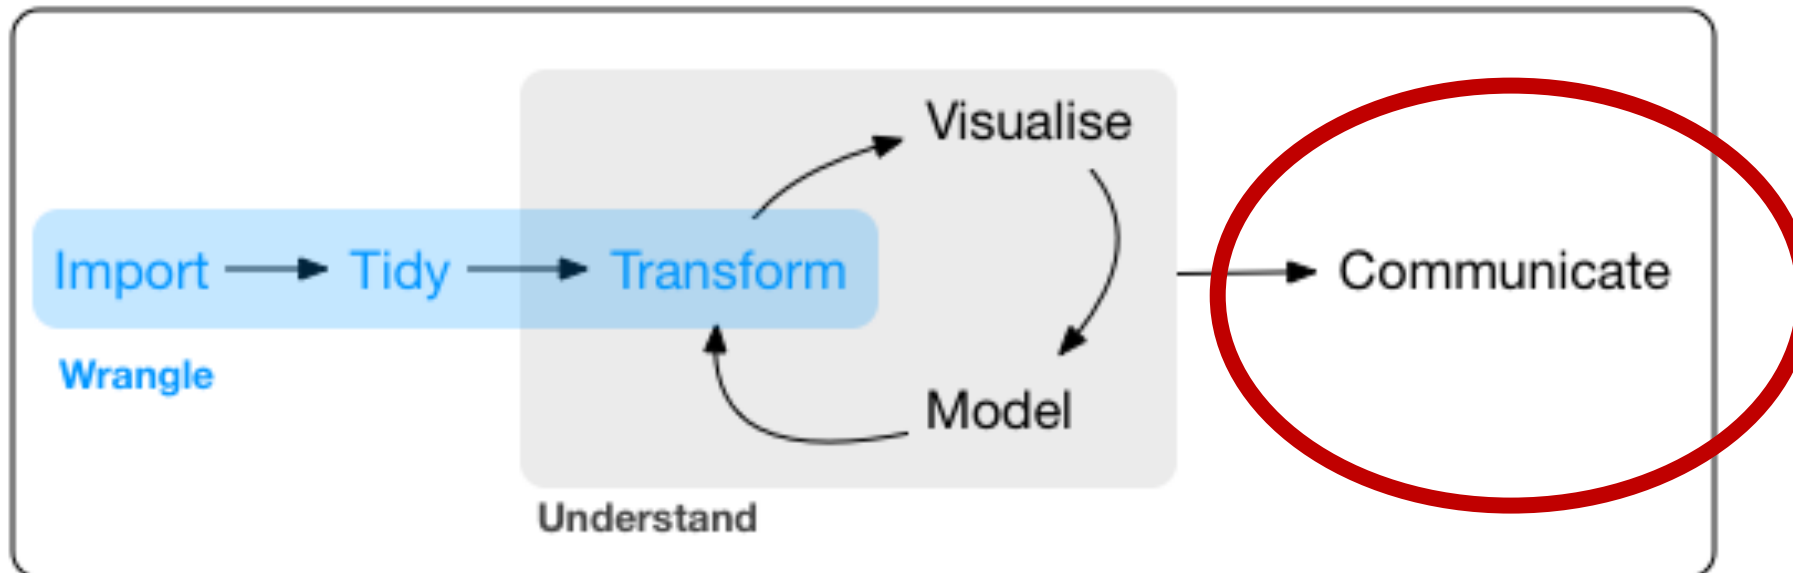 Visualise
Import Tidy Transform Communicate
Wrangle
Model
Understand